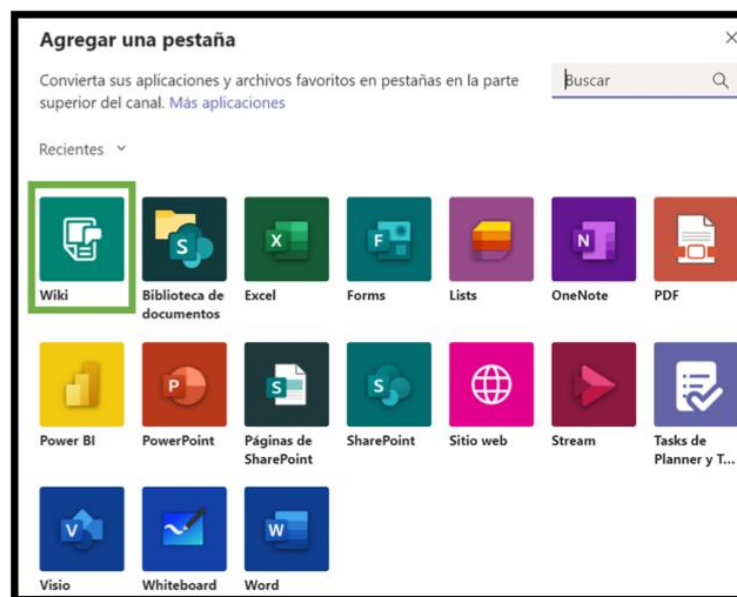 Agregar una pestaña
Convierta sus aplicaciones y archivos favoritos en pestañas en la parte
superior del canal. Más aplicaciones
Buscar
Recientes
Wiki
Biblioteca de
documentos
Excel
Forms
Lists
OneNote
PDF
Power BI
PowerPoint
Páginas de
SharePoint
SharePoint
Sitio web
Stream
Tasks de
Planner y T...
Visio
Whiteboard
Word